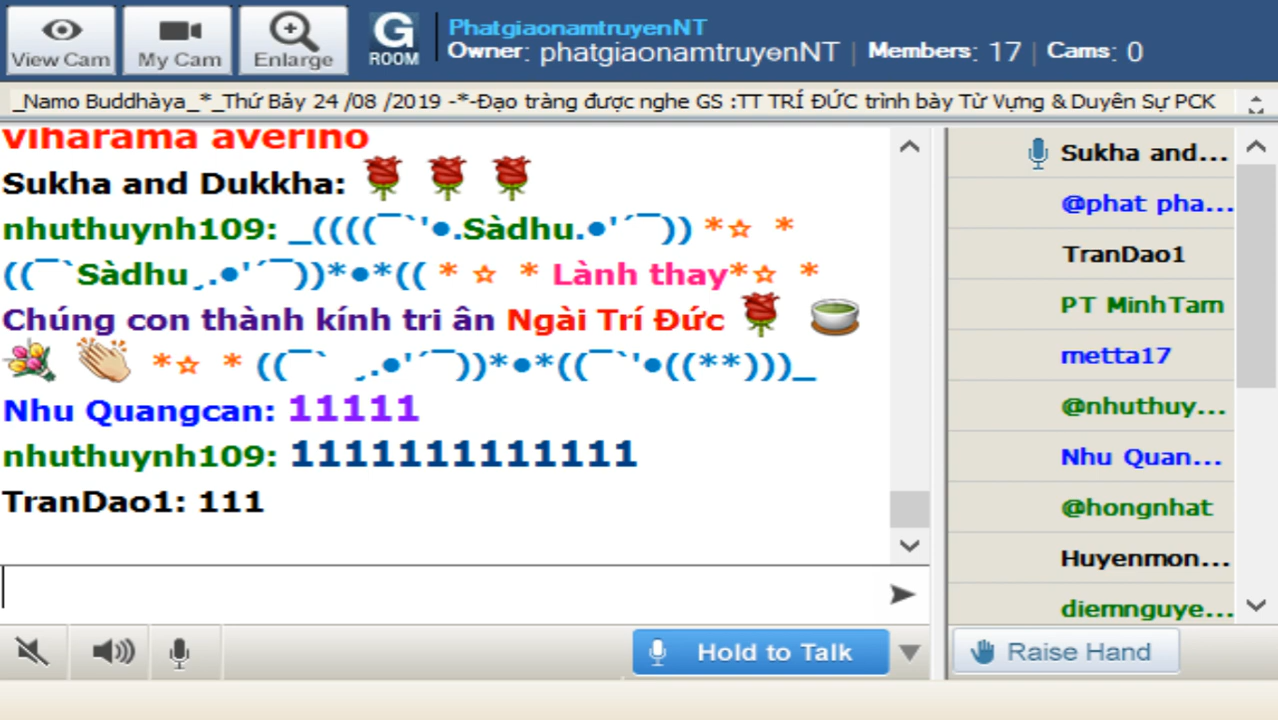 View Cam
My Cam
Enlarge
G
ROOM
PhatgiaonamtruyenNT
Owner: phatgiaonamtruyenNT | Members: 17 | Cams: 0
_Namo Buddhàya_*_Thứ Bảy 24 /08 /2019 -*-Đạo tràng được nghe GS :TT TRÍ ĐỨC trình bày Từ Vựng & Duyên Sự PCK
viharama averino
Sukha and Dukkha:
nhuthuynh109: _((((¯`'●.Sàdhu.●'´¯)) *☆ *
((¯`Sàdhu¸.●'´¯))*●*(( * ☆ * Lành thay*☆ *
Chúng con thành kính tri ân Ngài Trí Đức
*☆ * ((¯` ¸.●'´¯))*●*((¯`'●((**)))_
Nhu Quangcan: 11111
nhuthuynh109: 1111111111111
TranDao1: 111
Sukha and...
@phat pha...
TranDao1
PT MinhTam
metta17
@nhuthuy...
Nhu Quan...
@hongnhat
Huyenmon...
diemnguye...
Hold to Talk
Raise Hand